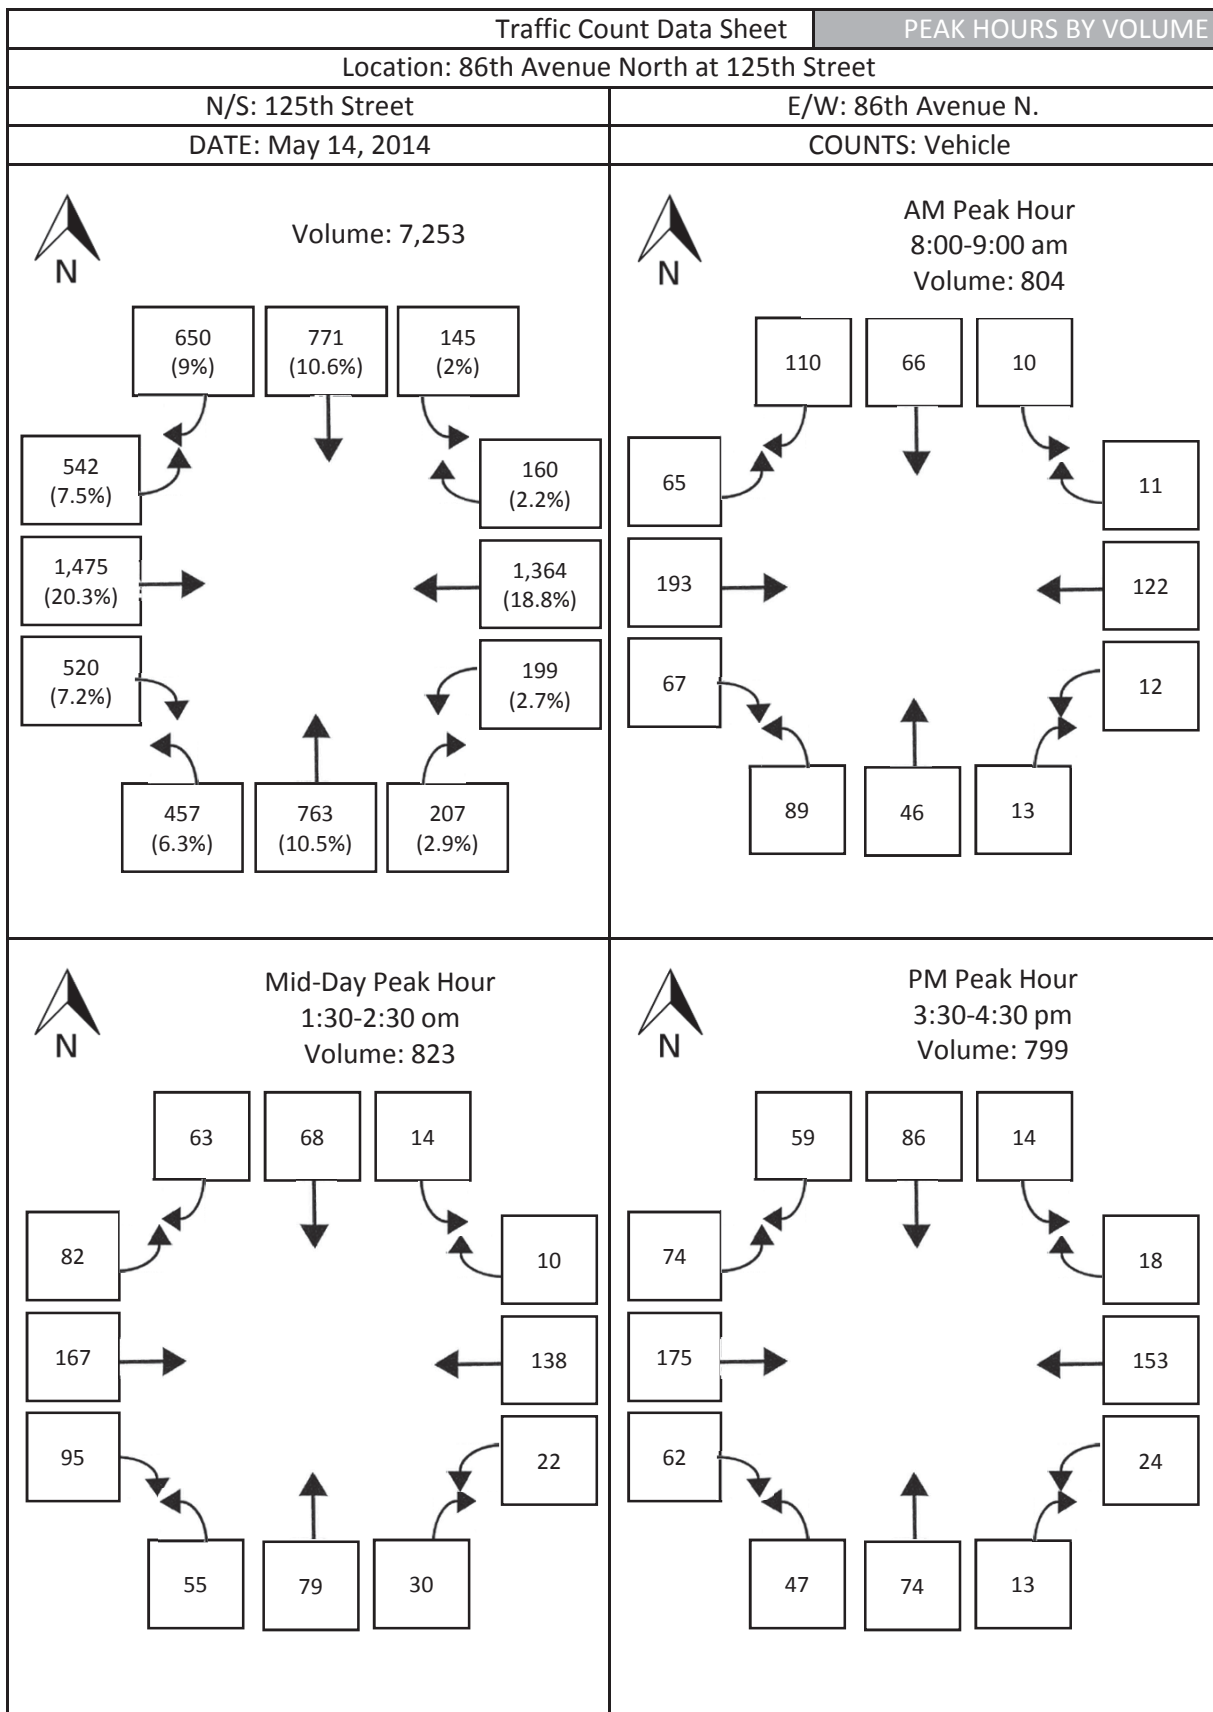 Traffic Count Data Sheet
PEAK HOURS BY VOLUME
Location: 86th Avenue North at 125th Street
N/S: 125th Street
E/W: 86th Avenue N.
DATE: May 14, 2014
COUNTS: Vehicle
N
Volume: 7,253
650
(9%)
771
(10.6%)
145
(2%)
542
(7.5%)
160
(2.2%)
1,475
(20.3%)
1,364
(18.8%)
520
(7.2%)
199
(2.7%)
457
(6.3%)
763
(10.5%)
207
(2.9%)
N
AM Peak Hour
8:00-9:00 am
Volume: 804
110
66
10
65
11
193
122
67
12
89
46
13
N
Mid-Day Peak Hour
1:30-2:30 om
Volume: 823
63
68
14
82
10
167
138
95
22
55
79
30
N
PM Peak Hour
3:30-4:30 pm
Volume: 799
59
86
14
74
18
175
153
62
24
47
74
13